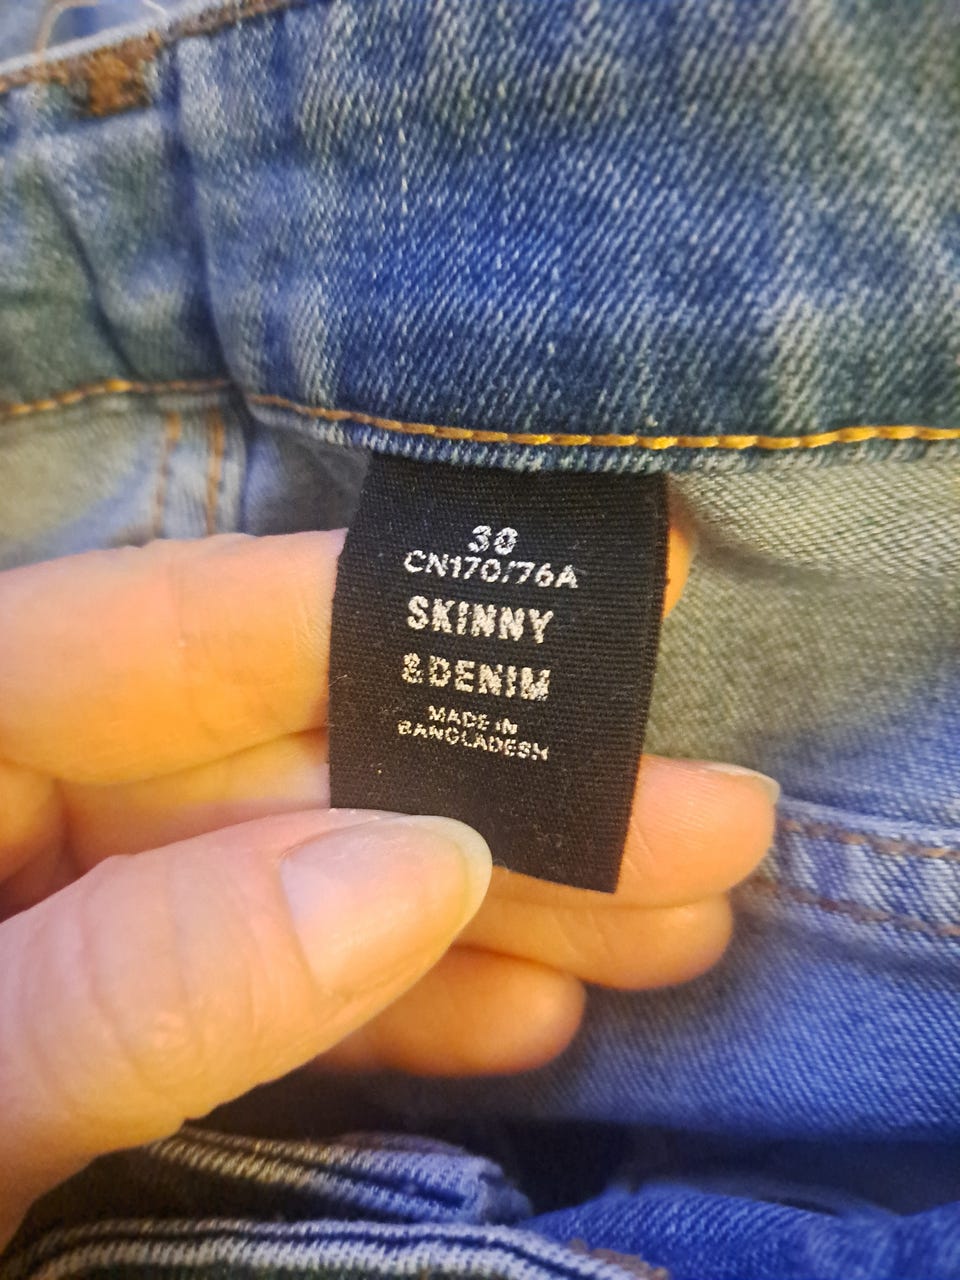 30
CN170/76A
SKINNY
&DENIM
MADE IN
BANGLADESH